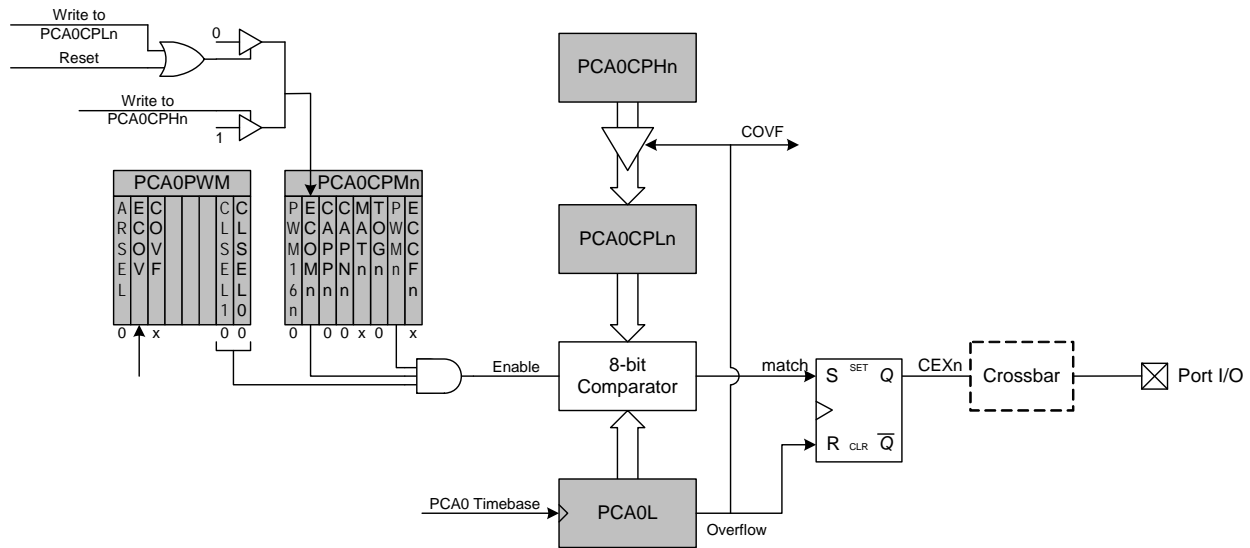 Write to
PCA0CPLn
Reset
0
Write to
PCA0CPHn
1
PCA0CPHn
COVF
PCA0PWM
ARSEL
ECOV
COVF
CLSEL1
CLSEL0
0 x 0 0
PCA0CPMn
PWM16n
ECOMn
CAPPn
CAPNn
MATn
TOGn
PWMn
ECCFn
0 0 0 x 0 x
PCA0CPLn
Enable
8-bit
Comparator
match
S SET Q
R CLR Q
CEXn
Crossbar
Port I/O
PCA0 Timebase
PCA0L
Overflow